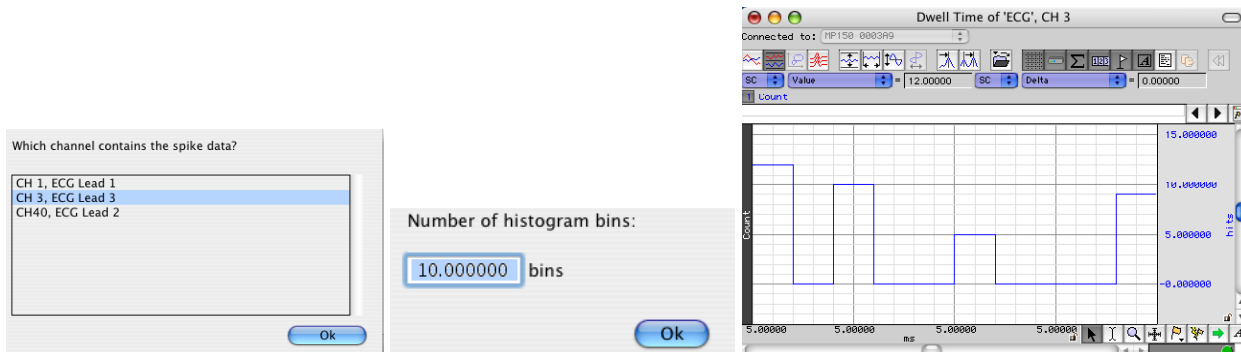 Which channel contains the spike data?
CH 1, ECG Lead 1
CH 3, ECG Lead 3
CH40, ECG Lead 2
Ok
Number of histogram bins:
10.000000 bins
Ok
Dwell Time of 'ECG', CH 3
Connected to: MP150 0003A9
SC Value = 12.00000 SC Delta = 0.00000
1 Count
15.000000
10.000000
5.000000
-0.000000
Count
hits
5.00000 5.00000 5.00000 5.00000
ms